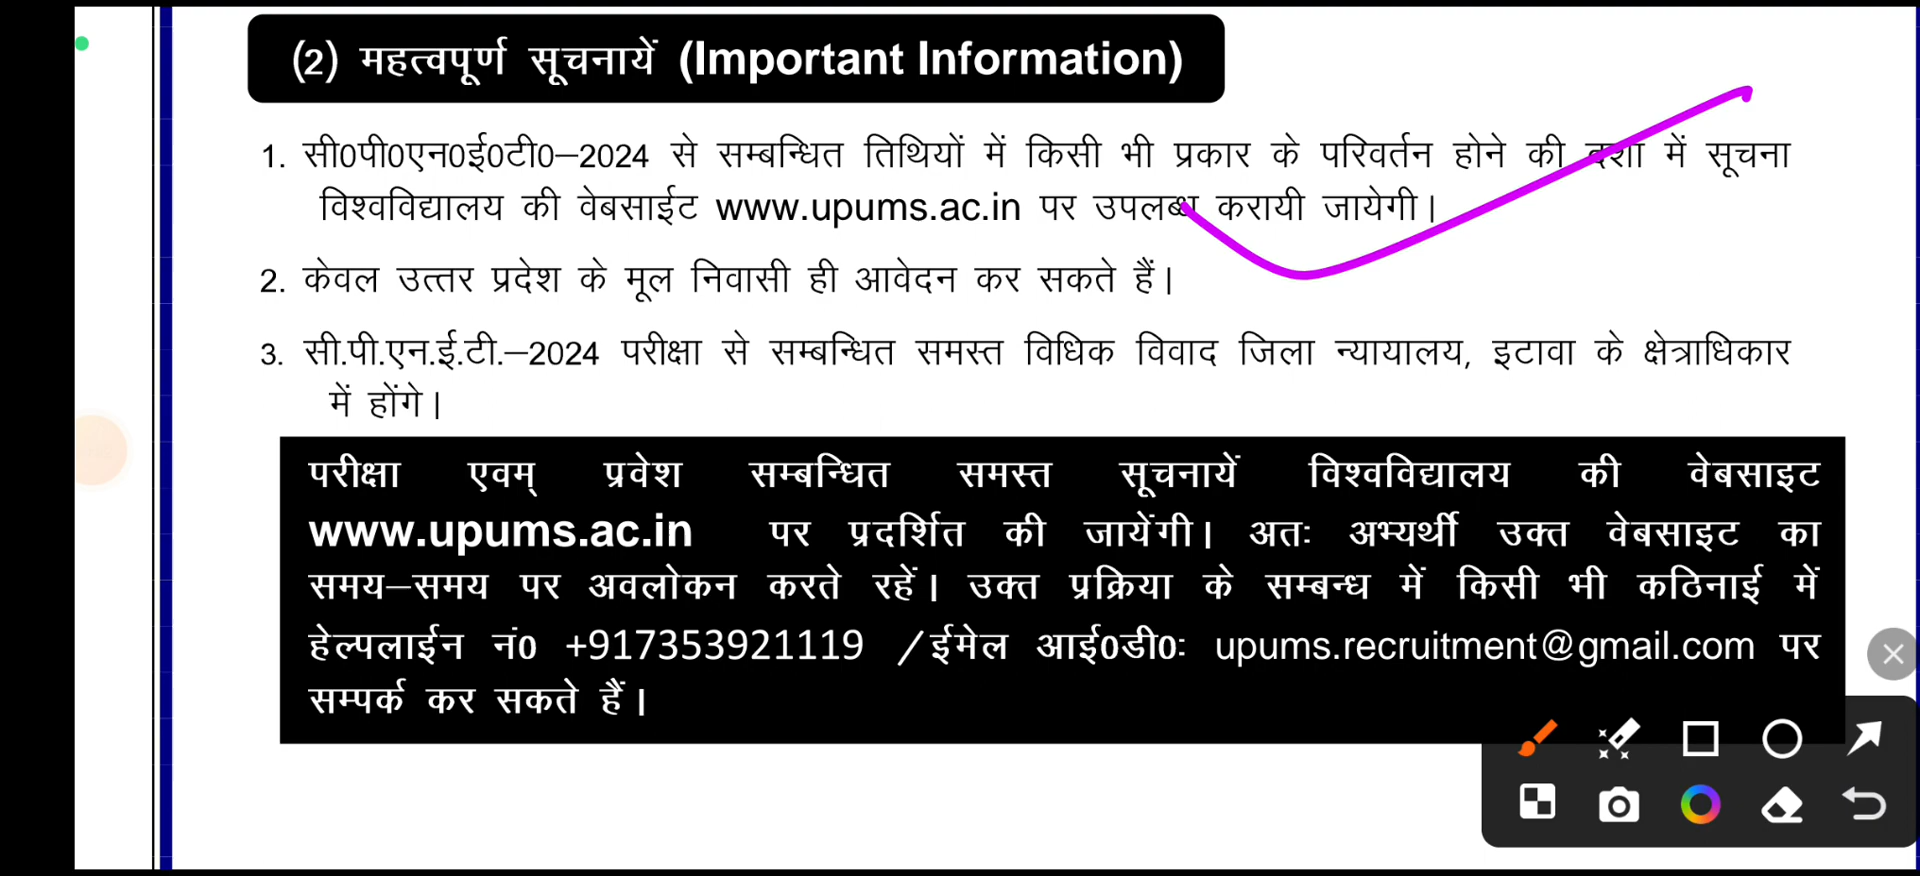 (2) महत्वपूर्ण सूचनायें (Important Information)
1. सी0पी0एन0ई0टी0–2024 से सम्बन्धित तिथियों में किसी भी प्रकार के परिवर्तन होने की दशा में सूचना
विश्वविद्यालय की वेबसाईट www.upums.ac.in पर उपलब्ध करायी जायेगी।
2. केवल उत्तर प्रदेश के मूल निवासी ही आवेदन कर सकते हैं।
3. सी.पी.एन.ई.टी.–2024 परीक्षा से सम्बन्धित समस्त विधिक विवाद जिला न्यायालय, इटावा के क्षेत्राधिकार
में होंगे।
परीक्षा एवम् प्रवेश सम्बन्धित समस्त सूचनायें विश्वविद्यालय की वेबसाइट
www.upums.ac.in पर प्रदर्शित की जायेंगी। अतः अभ्यर्थी उक्त वेबसाइट का
समय–समय पर अवलोकन करते रहें। उक्त प्रक्रिया के सम्बन्ध में किसी भी कठिनाई में
हेल्पलाईन नं0 +917353921119 /ईमेल आई0डी0: upums.recruitment@gmail.com पर
सम्पर्क कर सकते हैं।